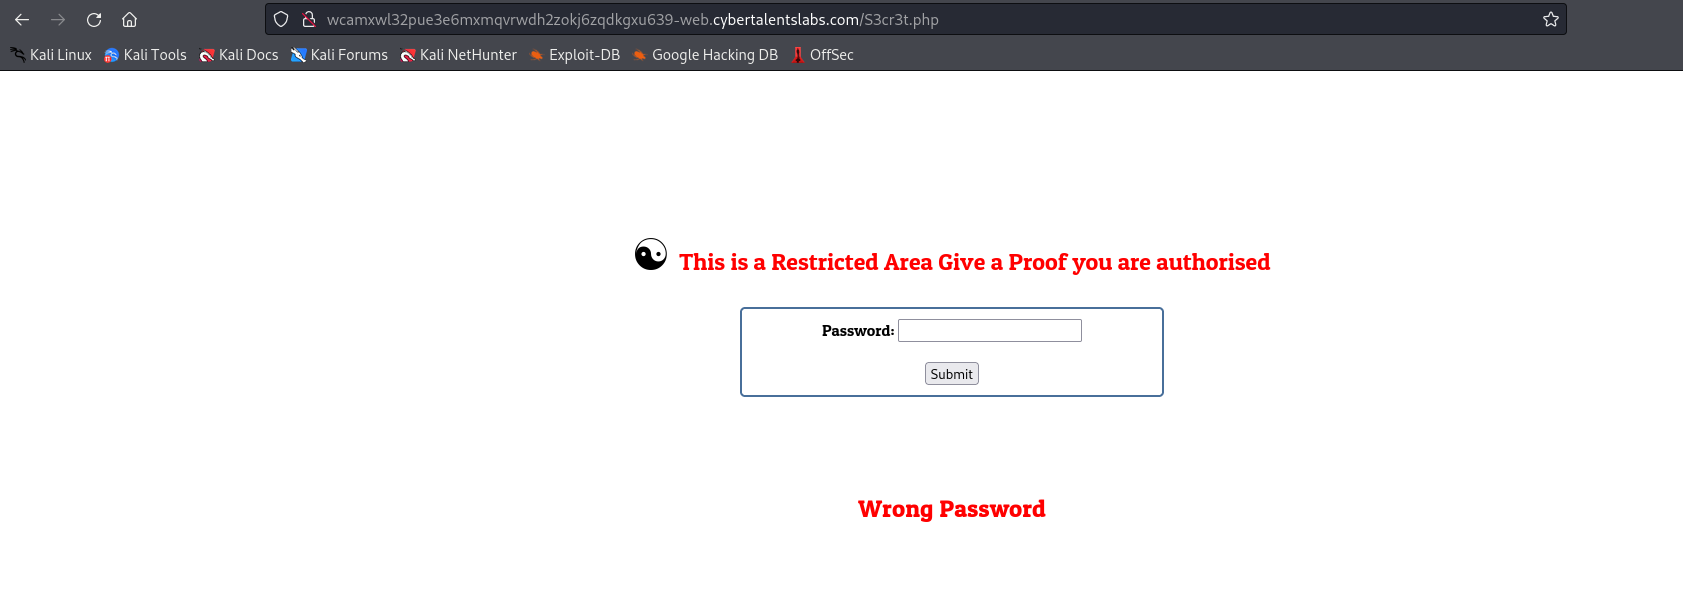 wcamxwl32pue3e6mxmqvrwdh2zokj6zqdkgxu639-web.cybertalentslabs.com/S3cr3t.php
Kali Linux Kali Tools Kali Docs Kali Forums Kali NetHunter Exploit-DB Google Hacking DB OffSec
This is a Restricted Area Give a Proof you are authorised
Password:
Submit
Wrong Password